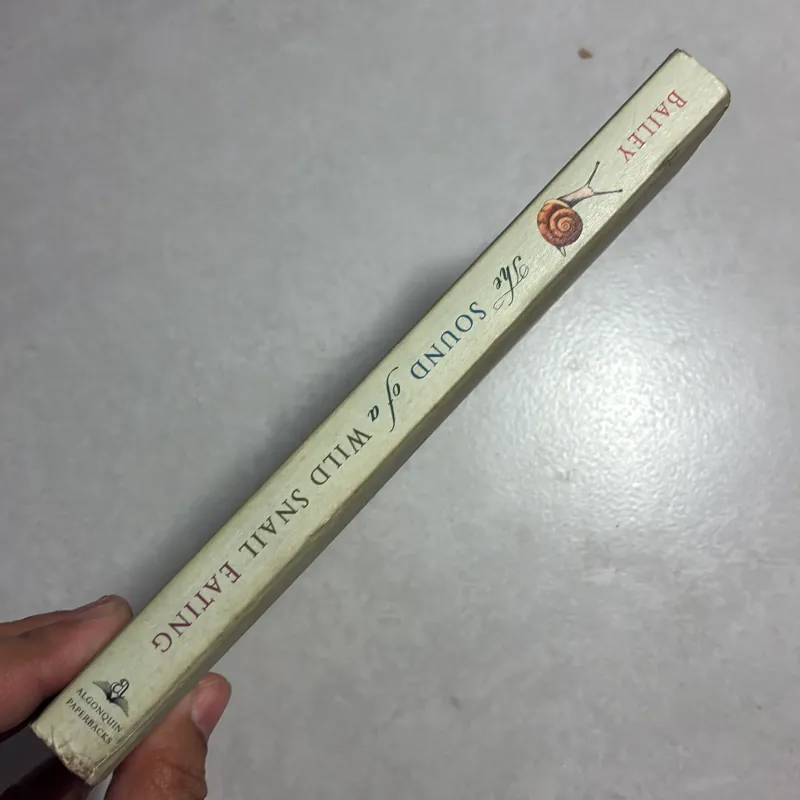 BAILEY
The SOUND of a WILD SNAIL EATING
ALGONQUIN
PAPERBACKS